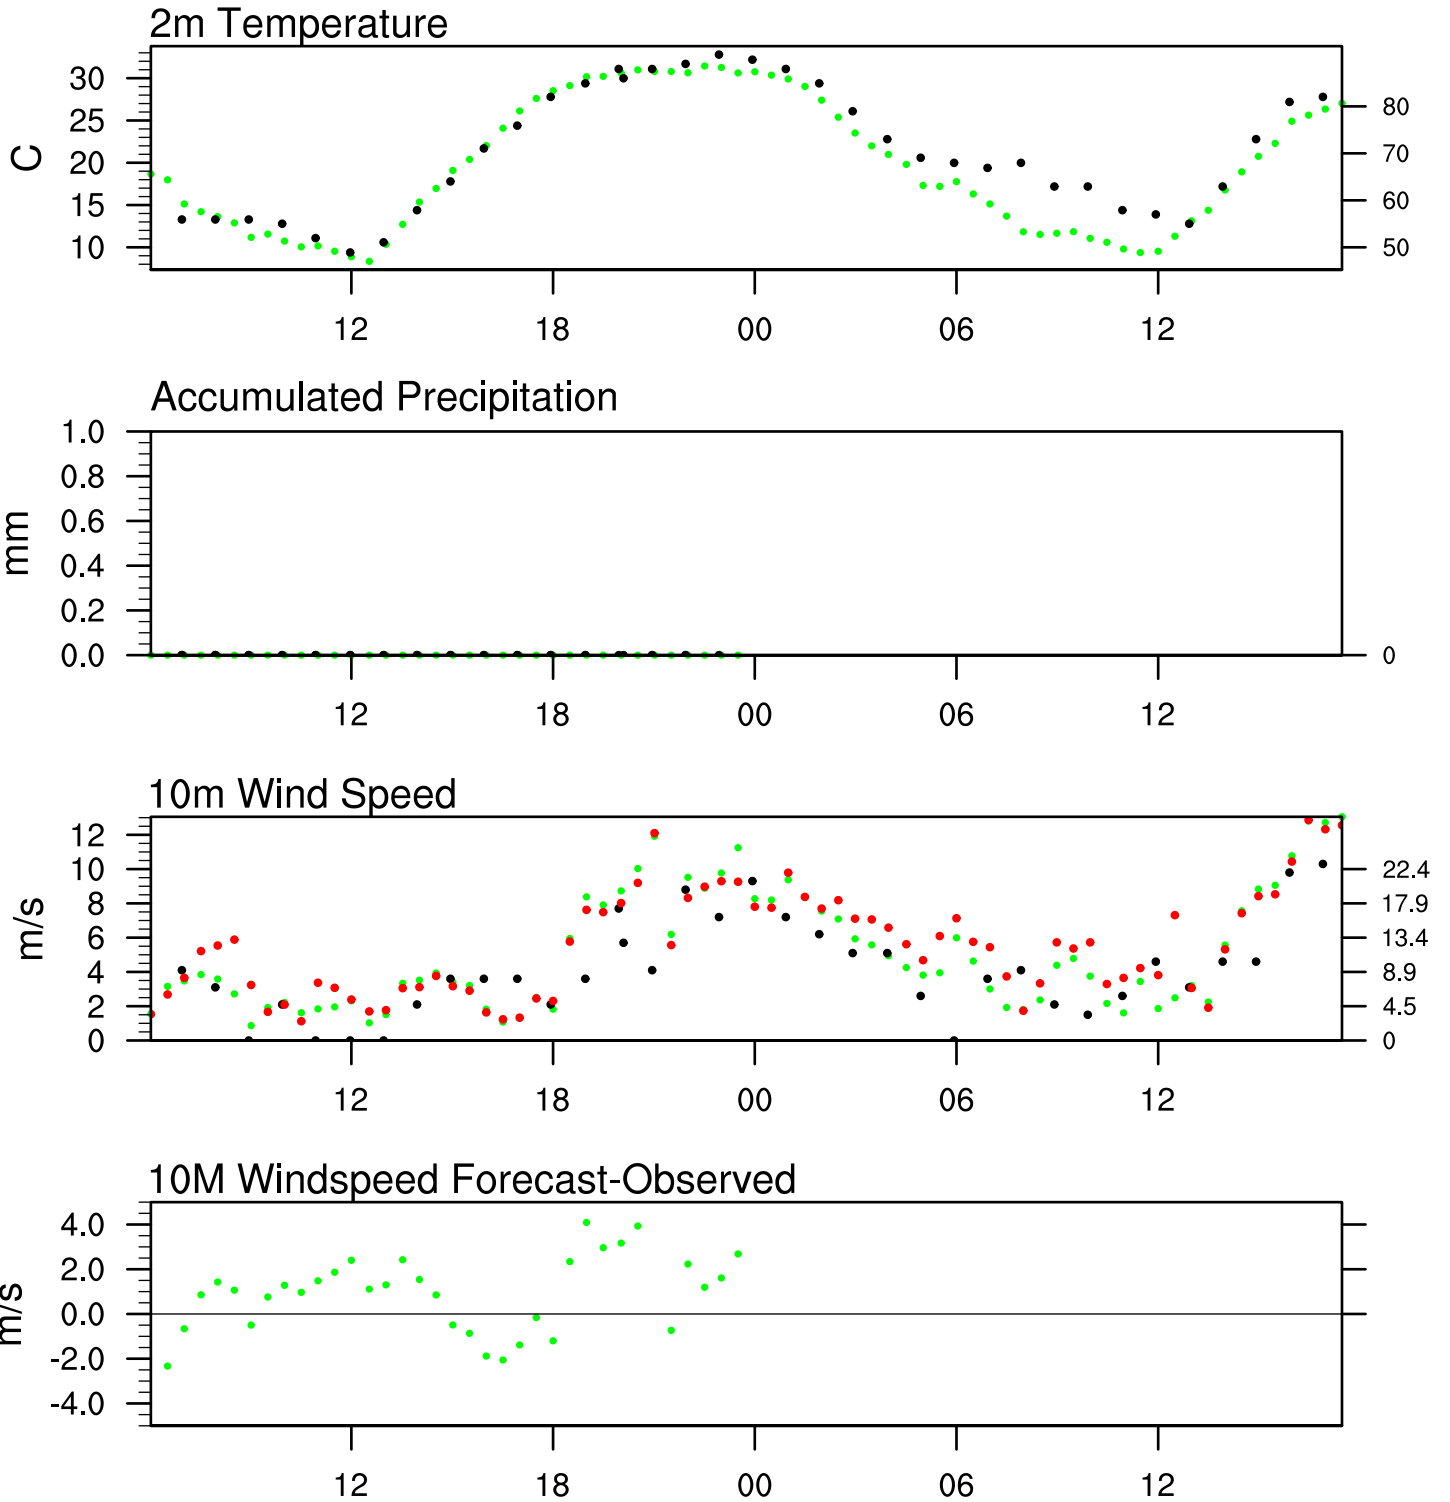 2m Temperature
C
30
25
20
15
10
80
70
60
50
12 18 00 06 12
Accumulated Precipitation
mm
1.0
0.8
0.6
0.4
0.2
0.0
0
12 18 00 06 12
10m Wind Speed
m/s
12
10
8
6
4
2
0
22.4
17.9
13.4
8.9
4.5
0
12 18 00 06 12
10M Windspeed Forecast-Observed
m/s
4.0
2.0
0.0
-2.0
-4.0
12 18 00 06 12